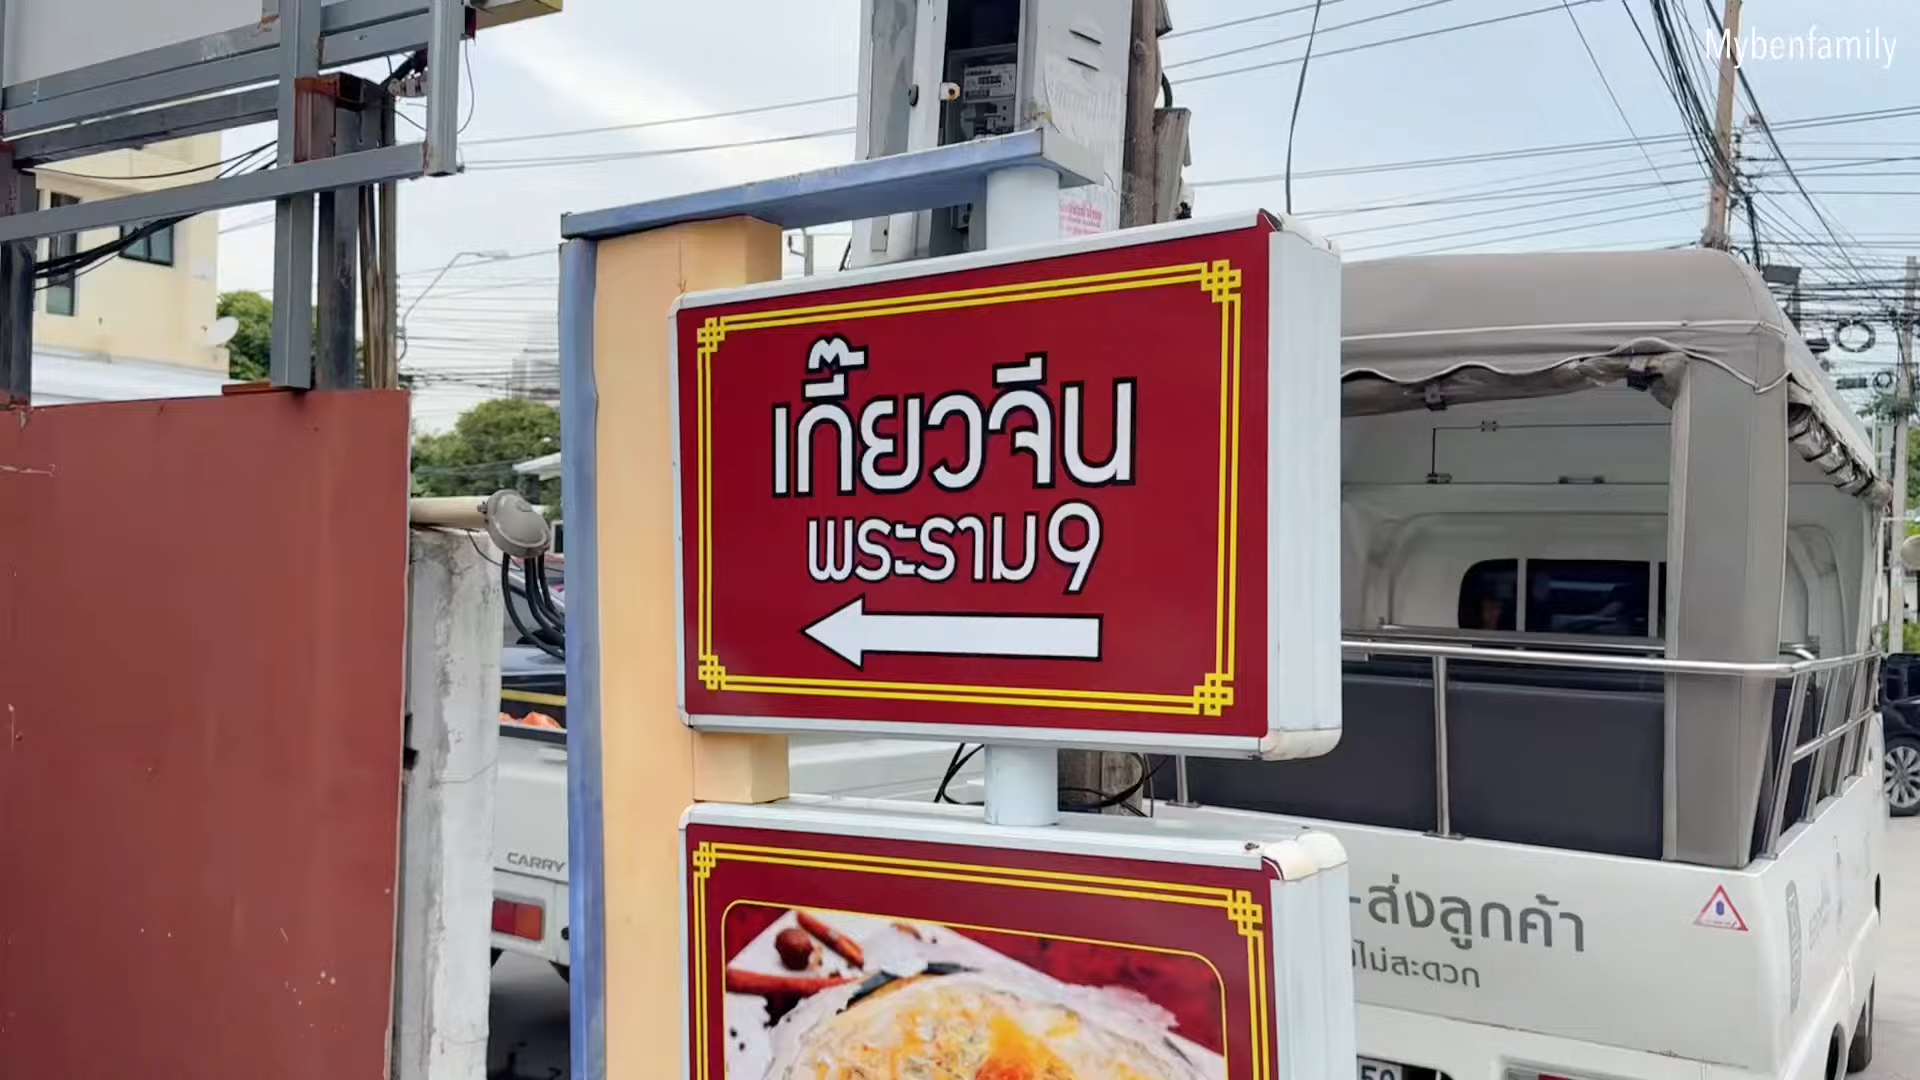 Mybenfamily
เกี๊ยวจีน
พระราม ๙
CARRY
-ส่งลูกค้า
ไม่สะดวก